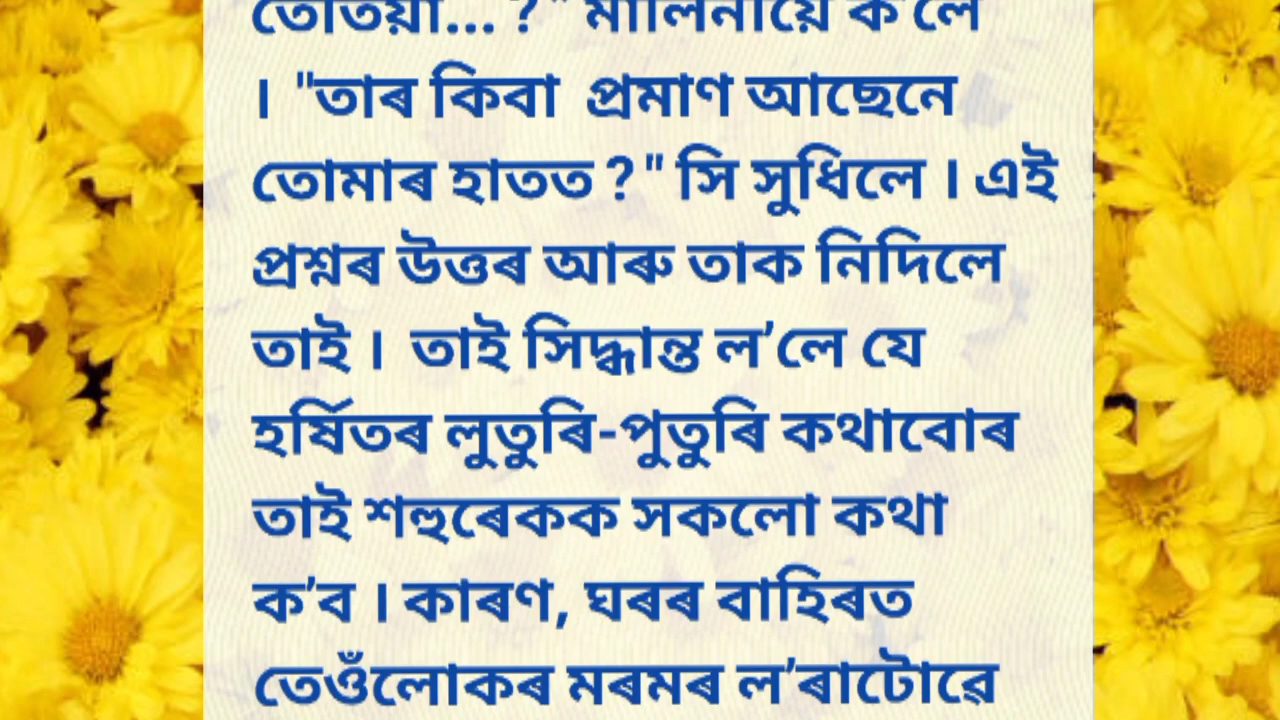 তেতিয়া... ?" মালিনীয়ে ক'লে
। "তাৰ কিবা প্ৰমাণ আছেনে
তোমাৰ হাতত ?" সি সুধিলে । এই
প্ৰশ্নৰ উত্তৰ আৰু তাক নিদিলে
তাই । তাই সিদ্ধান্ত ল'লে যে
হৰ্ষিতৰ লুতুৰি-পুতুৰি কথাবোৰ
তাই শহুৰেকক সকলো কথা
ক'ব । কাৰণ, ঘৰৰ বাহিৰত
তেওঁলোকৰ মৰমৰ ল'ৰাটোৱে